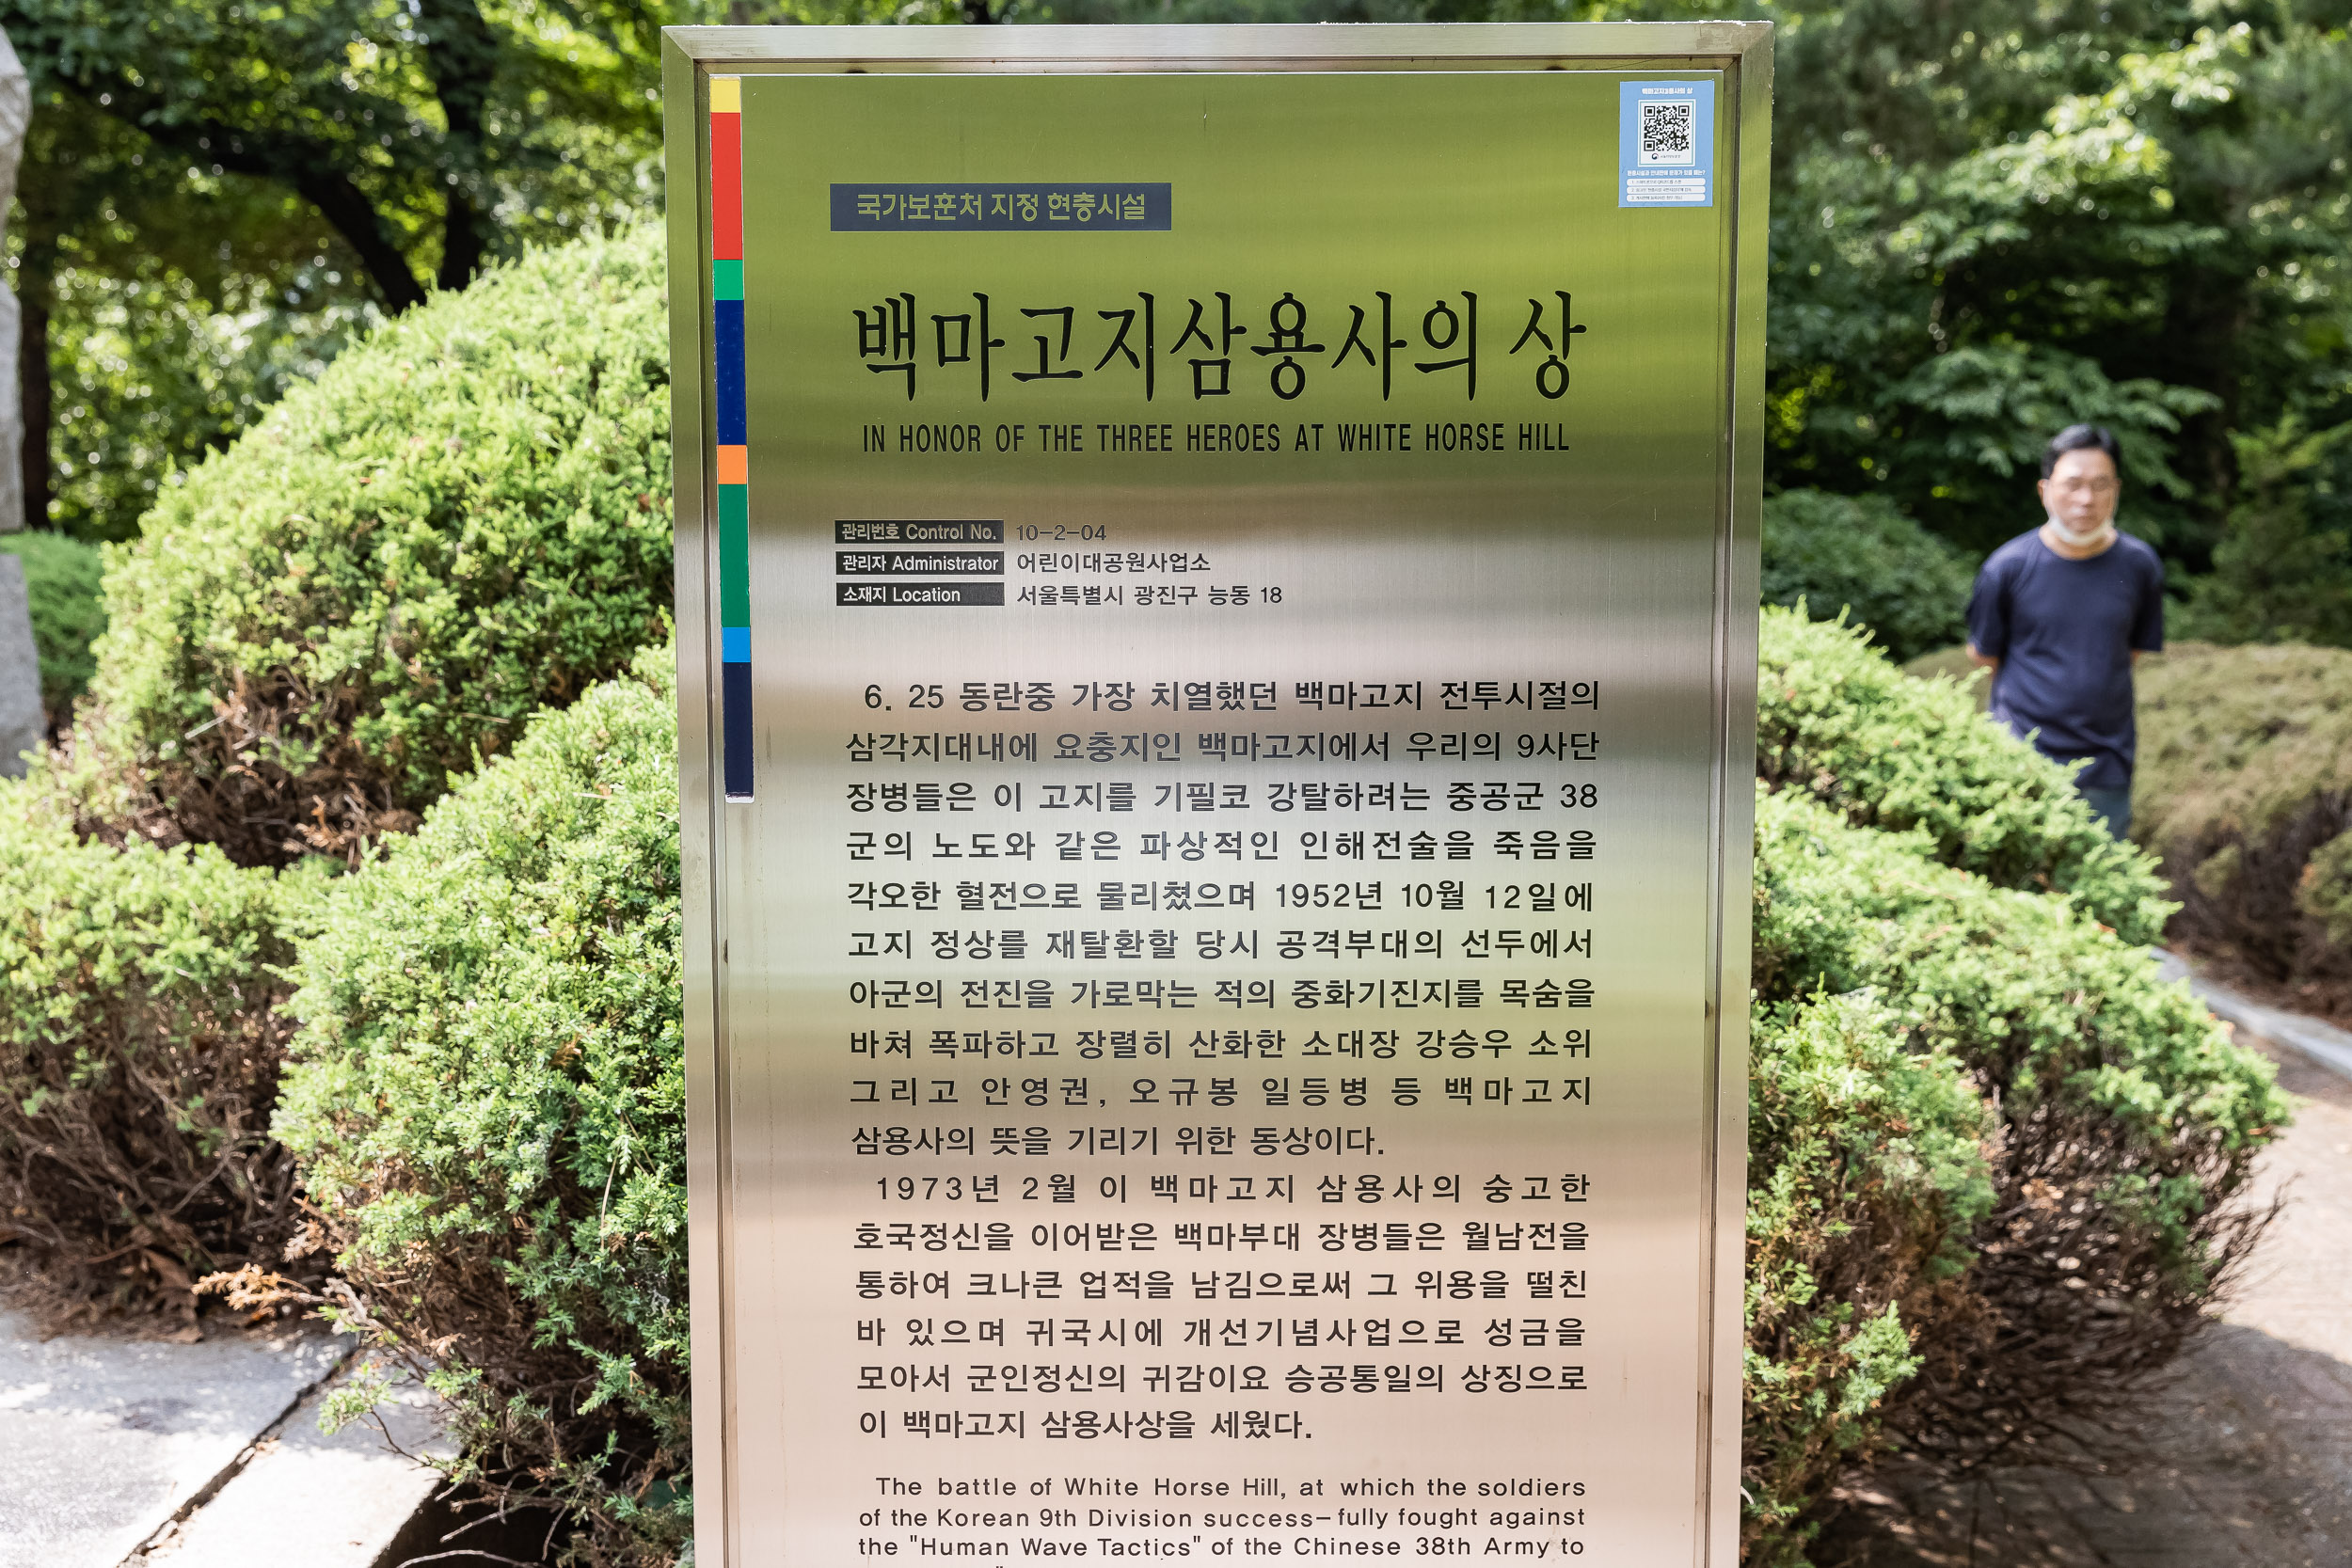 백마고지3용사의 상
국가보훈처 지정 현충시설
백마고지삼용사의 상
IN HONOR OF THE THREE HEROES AT WHITE HORSE HILL
관리번호 Control No. 10-2-04
관리자 Administrator 어린이대공원사업소
소재지 Location 서울특별시 광진구 능동 18
6. 25 동란중 가장 치열했던 백마고지 전투시절의
삼각지대내에 요충지인 백마고지에서 우리의 9사단
장병들은 이 고지를 기필코 강탈하려는 중공군 38
군의 노도와 같은 파상적인 인해전술을 죽음을
각오한 혈전으로 물리쳤으며 1952년 10월 12일에
고지 정상를 재탈환할 당시 공격부대의 선두에서
아군의 전진을 가로막는 적의 중화기진지를 목숨을
바쳐 폭파하고 장렬히 산화한 소대장 강승우 소위
그리고 안영권, 오규봉 일등병 등 백마고지
삼용사의 뜻을 기리기 위한 동상이다.
1973년 2월 이 백마고지 삼용사의 숭고한
호국정신을 이어받은 백마부대 장병들은 월남전을
통하여 크나큰 업적을 남김으로써 그 위용을 떨친
바 있으며 귀국시에 개선기념사업으로 성금을
모아서 군인정신의 귀감이요 승공통일의 상징으로
이 백마고지 삼용사상을 세웠다.
The battle of White Horse Hill, at which the soldiers
of the Korean 9th Division success-fully fought against
the "Human Wave Tactics" of the Chinese 38th Army to